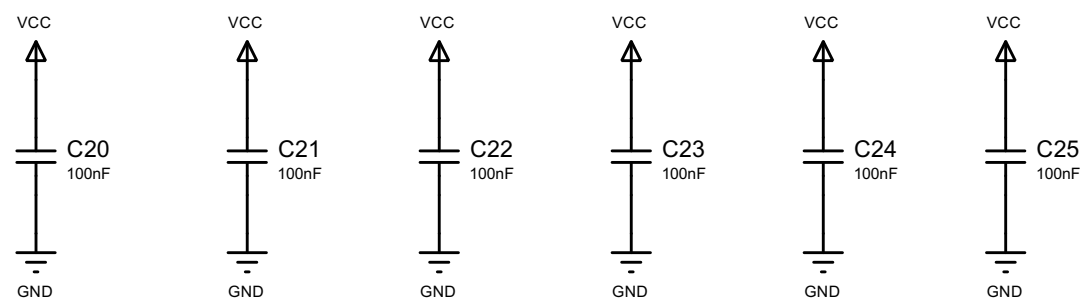 VCC VCC VCC VCC VCC VCC
C20 C21 C22 C23 C24 C25
100nF 100nF 100nF 100nF 100nF 100nF
GND GND GND GND GND GND